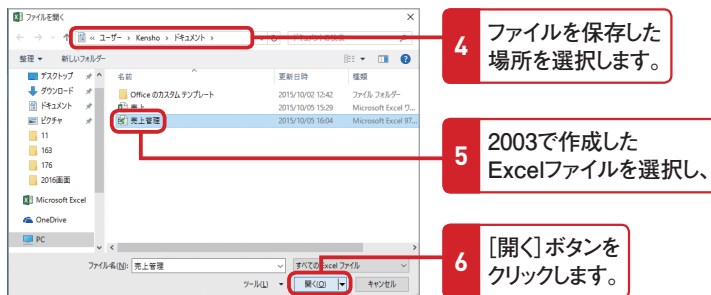 ファイルを開く
« ユーザー › Kensho › ドキュメント ›
整理 新しいフォルダー
デスクトップ
ダウンロード
ドキュメント
ピクチャ
11
163
176
2016画面
Microsoft Excel
OneDrive
PC
名前 更新日時 種類
Office のカスタム テンプレート 2015/10/02 12:42 ファイル フォルダー
売上 2015/10/05 15:29 Microsoft Excel ワ...
売上管理 2015/10/05 16:04 Microsoft Excel 97...
ファイル名(N): 売上管理 すべての Excel ファイル
ツール(L) 開く(O) キャンセル
4 ファイルを保存した
場所を選択します。
5 2003で作成した
Excelファイルを選択し、
6 [開く]ボタンを
クリックします。